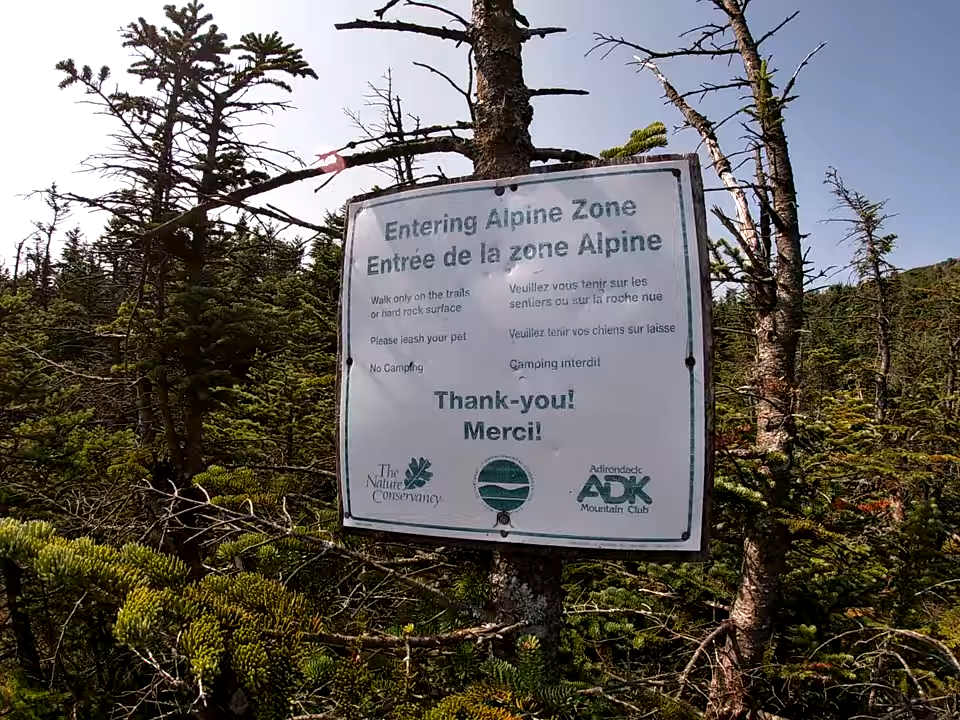 Entering Alpine Zone
Entrée de la zone Alpine
Walk only on the trails
or hard rock surface
Veuillez vous tenir sur les
sentiers ou sur la roche nue
Please leash your pet
Veuillez tenir vos chiens sur laisse
No Camping
Camping interdit
Thank-you!
Merci!
The
Nature
Conservancy
Adirondack
ADK
Mountain Club